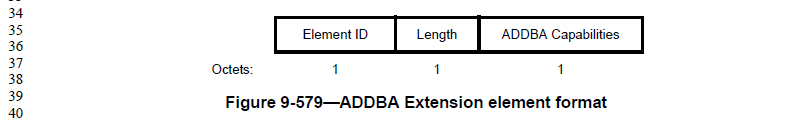 34
35
36
37
38
39
40
Element ID Length ADDBA Capabilities
Octets: 1 1 1
Figure 9-579—ADDBA Extension element format